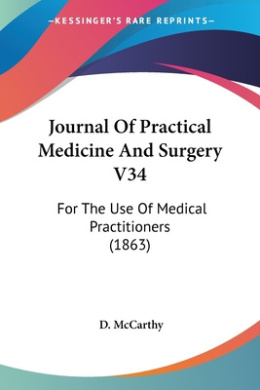 KESSINGER'S RARE REPRINTS
Journal Of Practical
Medicine And Surgery
V34
For The Use Of Medical
Practitioners
(1863)
D. McCarthy